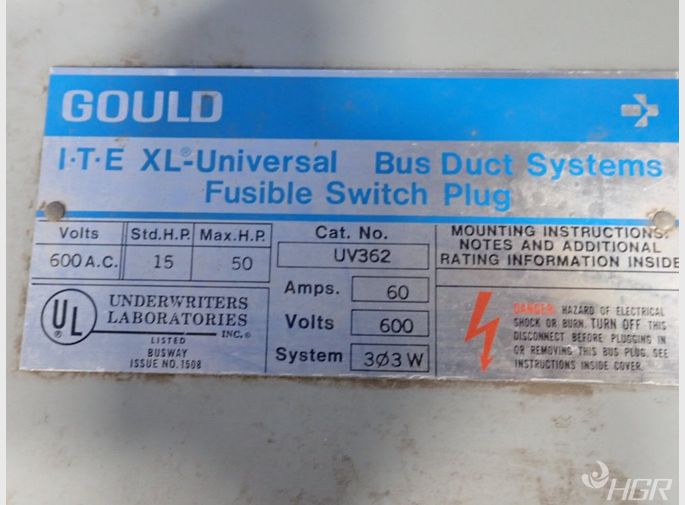 GOULD
I·T·E XL®-Universal Bus Duct Systems
Fusible Switch Plug
Volts Std.H.P. Max.H.P.
600 A.C. 15 50
Cat. No.
UV362
Amps. 60
Volts 600
System 3Ø3W
MOUNTING INSTRUCTIONS,
NOTES AND ADDITIONAL
RATING INFORMATION INSIDE
UL
UNDERWRITERS
LABORATORIES
INC.®
LISTED
BUSWAY
ISSUE NO. 1508
DANGER: HAZARD OF ELECTRICAL
SHOCK OR BURN. TURN OFF THIS
DISCONNECT BEFORE PLUGGING IN
OR REMOVING THIS BUS PLUG. SEE
INSTRUCTIONS INSIDE COVER.
HGR